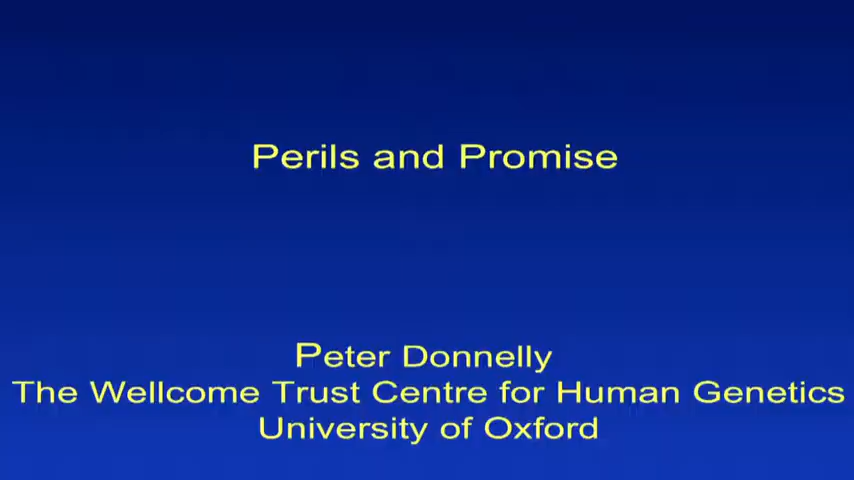 Perils and Promise
Peter Donnelly
The Wellcome Trust Centre for Human Genetics
University of Oxford